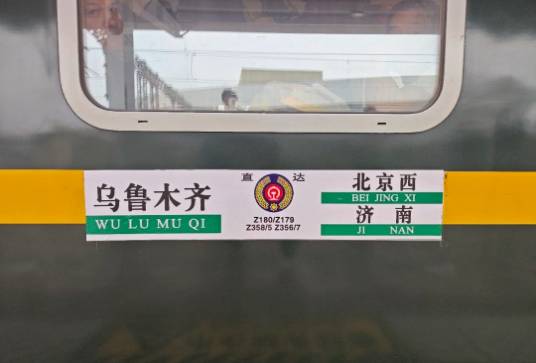 乌鲁木齐
WU LU MU QI
直 达
Z180/Z179
Z358/5 Z356/7
北京西
BEI JING XI
济南
JI NAN